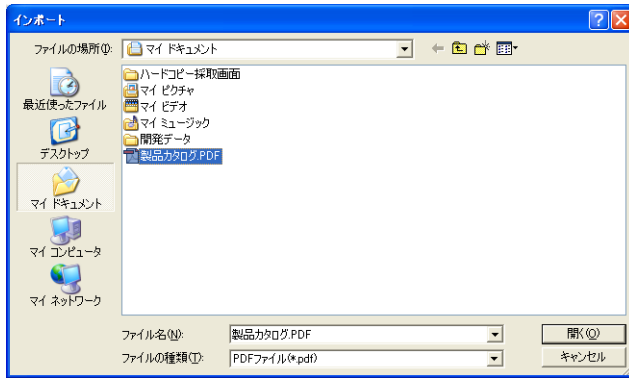 インポート
ファイルの場所(I):
マイ ドキュメント
最近使ったファイル
デスクトップ
マイ ドキュメント
マイ コンピュータ
マイ ネットワーク
ハードコピー採取画面
マイ ピクチャ
マイ ビデオ
マイ ミュージック
開発データ
製品カタログ.PDF
ファイル名(N):
製品カタログ.PDF
開く(O)
ファイルの種類(T):
PDFファイル(*.pdf)
キャンセル